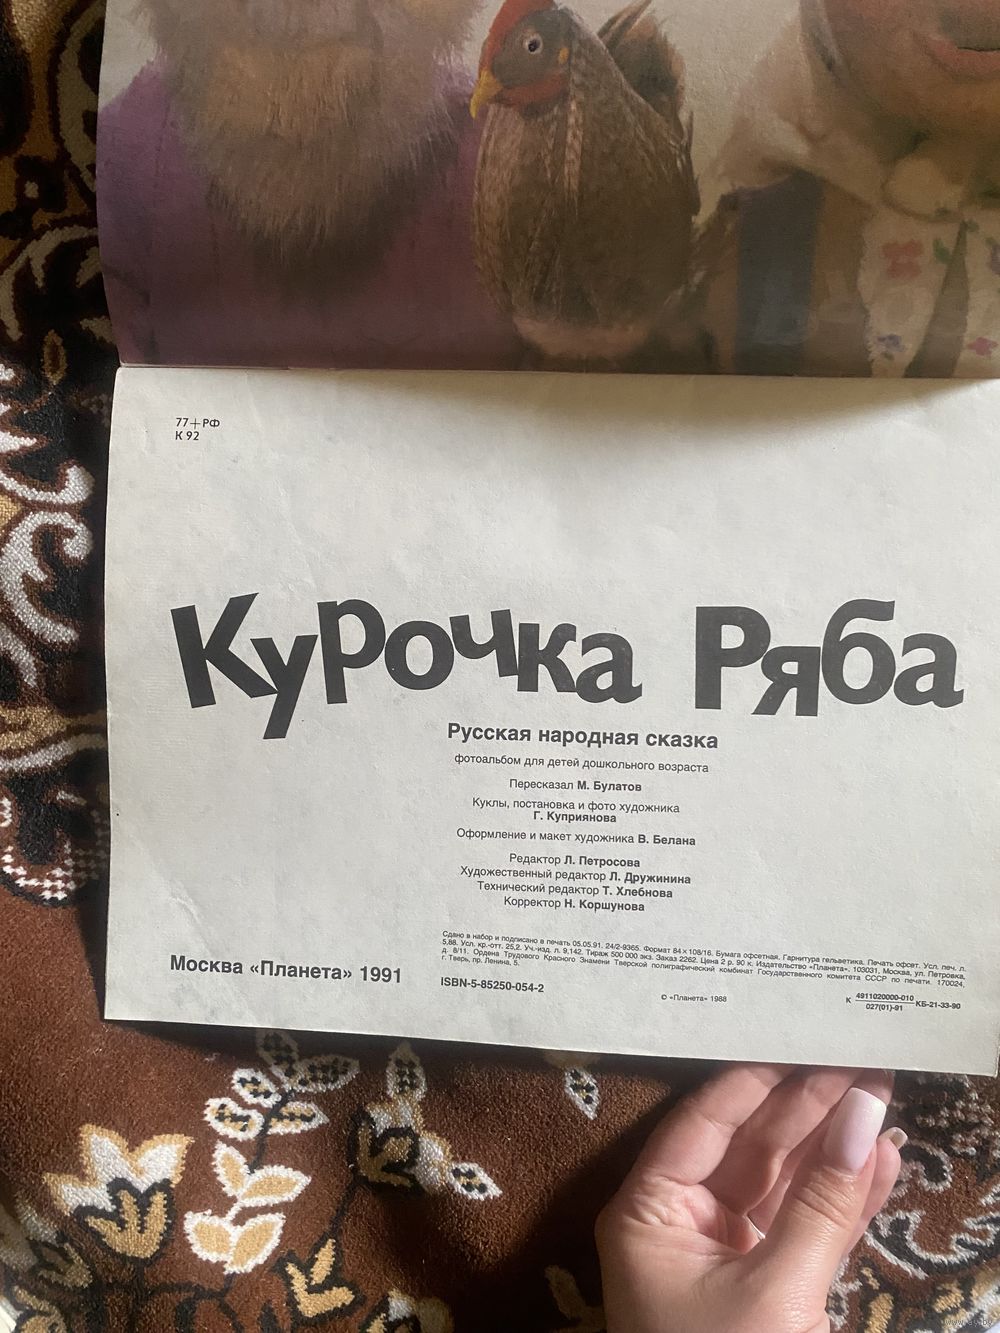 77+РФ
К 92
Курочка Ряба
Русская народная сказка
фотоальбом для детей дошкольного возраста
Пересказал М. Булатов
Куклы, постановка и фото художника
Г. Куприянова
Оформление и макет художника В. Белана
Редактор Л. Петросова
Художественный редактор Л. Дружинина
Технический редактор Т. Хлебнова
Корректор Н. Коршунова
Сдано в набор и подписано в печать 05.05.91. 24/2-9365. Формат 84×108/16. Бумага офсетная. Гарнитура гельветика. Печать офсет. Усл. печ. л.
5,88. Усл. кр.-отт. 25,2. Уч.-изд. л. 9,142. Тираж 500 000 экз. Заказ 2262. Цена 2 р. 90 к. Издательство «Планета». 103031, Москва, ул. Петровка,
д. 8/11. Ордена Трудового Красного Знамени Тверской полиграфический комбинат Государственного комитета СССР по печати. 170024,
г. Тверь, пр. Ленина, 5.
Москва «Планета» 1991
ISBN-5-85250-054-2
© «Планета» 1988
К 4911020000-010 КБ-21-33-90
027(01)-91